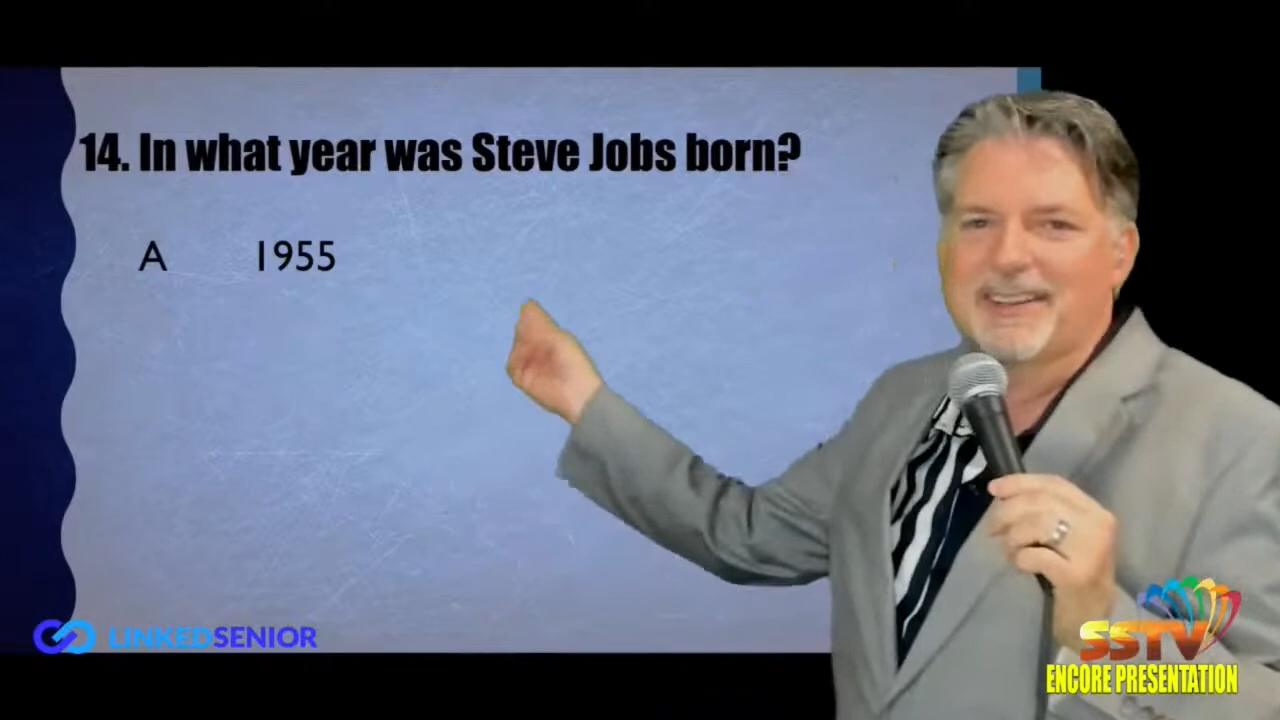 14. In what year was Steve Jobs born?
A 1955
LINKEDSENIOR
SSTV
ENCORE PRESENTATION